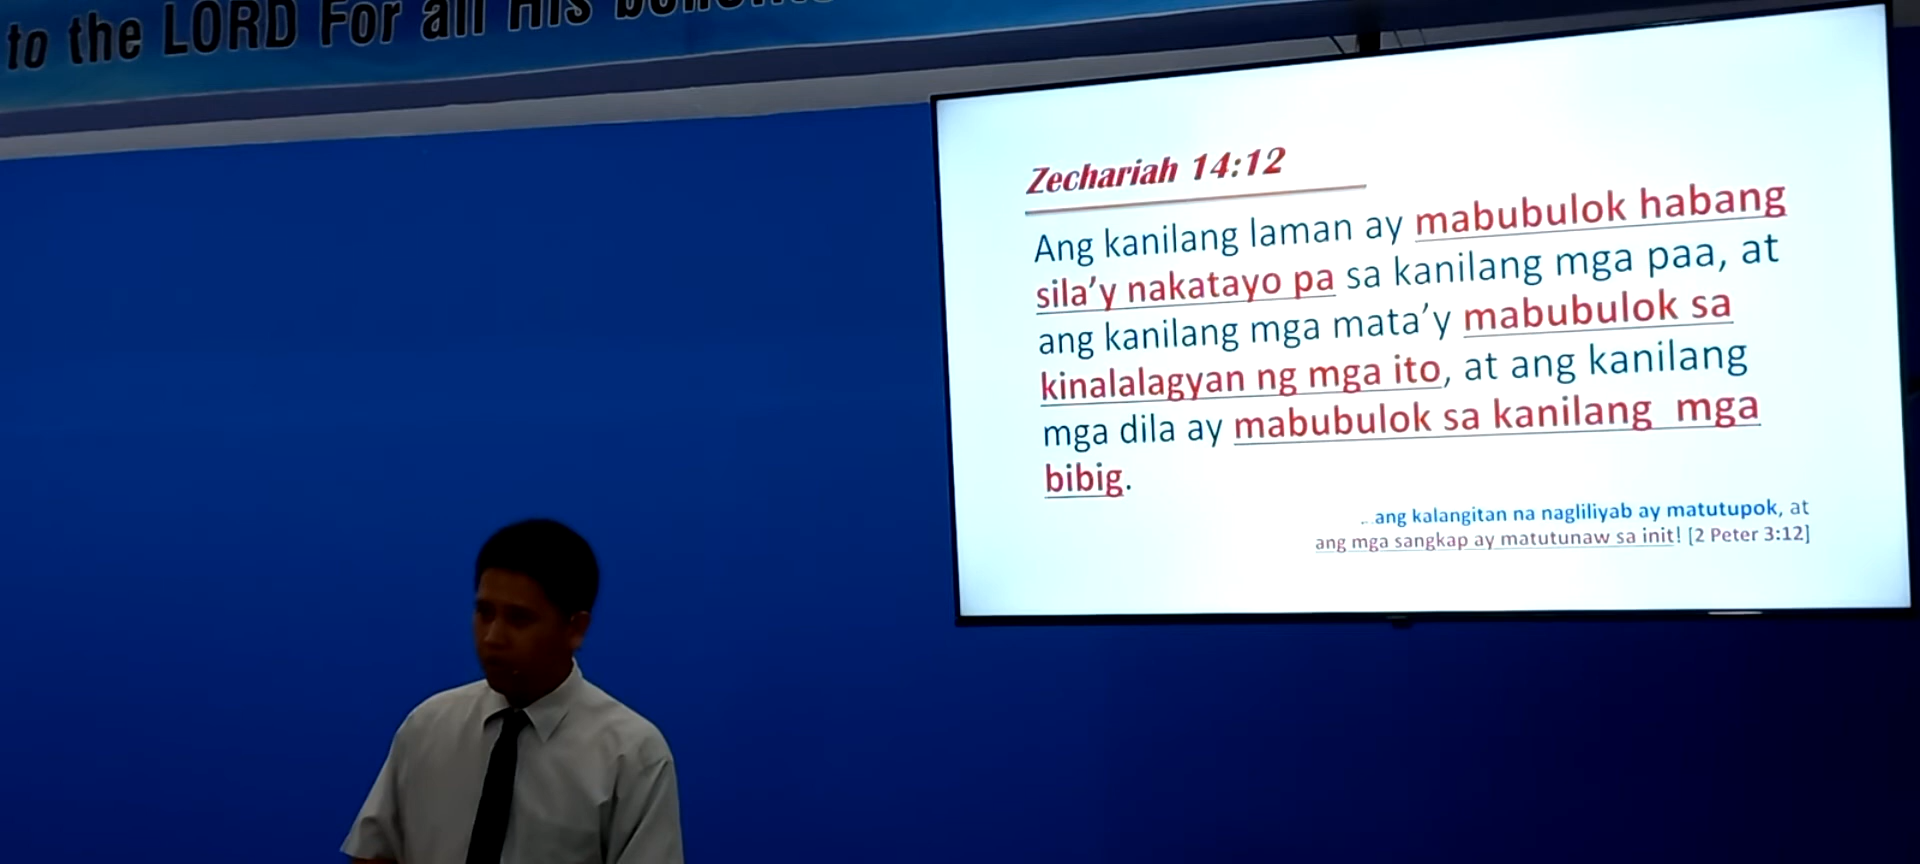 to the LORD For all His
Zechariah 14:12
Ang kanilang laman ay mabubulok habang
sila’y nakatayo pa sa kanilang mga paa, at
ang kanilang mga mata’y mabubulok sa
kinalalagyan ng mga ito, at ang kanilang
mga dila ay mabubulok sa kanilang mga
bibig.
...ang kalangitan na nagliliyab ay matutupok, at
ang mga sangkap ay matutunaw sa init! [2 Peter 3:12]